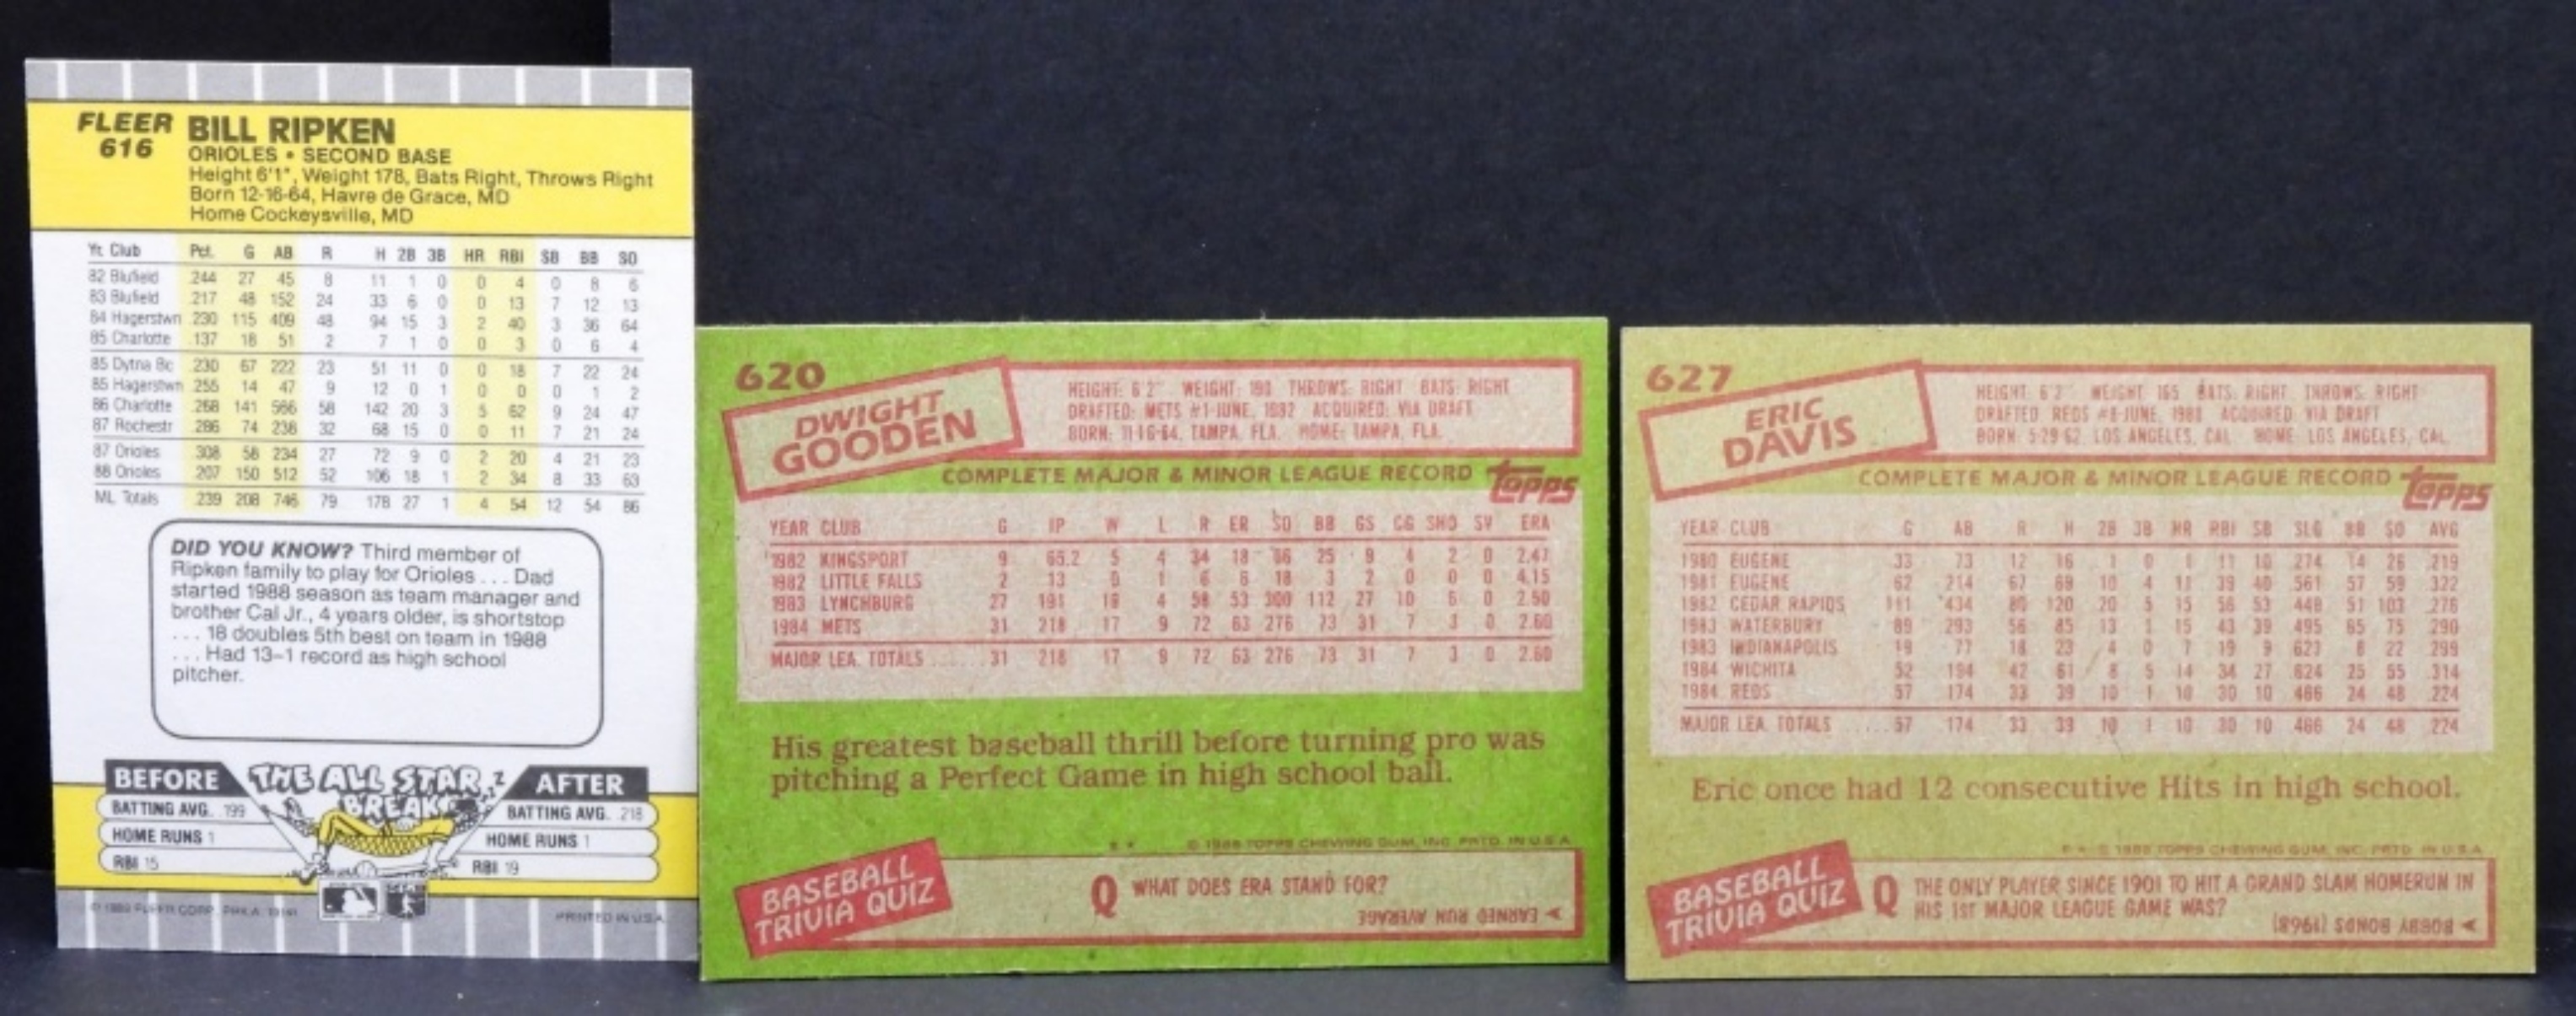 FLEER
616
BILL RIPKEN
ORIOLES • SECOND BASE
Height 6'1", Weight 178, Bats Right, Throws Right
Born 12-16-64, Havre de Grace, MD
Home Cockeysville, MD
Yr. Club Pct. G AB R H 2B 3B HR RBI SB BB SO
82 Blufield .244 27 45 8 11 1 0 0 4 0 8 6
83 Blufield .217 48 152 24 33 6 0 0 13 7 12 13
84 Hagerstwn .230 115 409 48 94 15 3 2 40 3 36 64
85 Charlotte .137 18 51 2 7 1 0 0 3 0 6 4
85 Dytna Bc .230 67 222 23 51 11 0 0 18 7 22 24
85 Hagerstwn .255 14 47 9 12 0 1 0 0 0 1 2
86 Charlotte .268 141 566 58 142 20 3 5 62 9 24 47
87 Rochestr .286 74 238 32 68 15 0 0 11 7 21 24
87 Orioles .308 58 234 27 72 9 0 2 20 4 21 23
88 Orioles .207 150 512 52 106 18 1 2 34 8 33 63
ML Totals .239 208 746 79 178 27 1 4 54 12 54 86
DID YOU KNOW? Third member of
Ripken family to play for Orioles . . . Dad
started 1988 season as team manager and
brother Cal Jr., 4 years older, is shortstop
. . . 18 doubles 5th best on team in 1988
. . . Had 13–1 record as high school
pitcher.
BEFORE THE ALL STAR BREAK AFTER
BATTING AVG. .199 BATTING AVG. .218
HOME RUNS 1 HOME RUNS 1
RBI 15 RBI 19
© 1989 FLEER CORP. PHILA. 19141 PRINTED IN U.S.A.
620
DWIGHT
GOODEN
HEIGHT: 6'2" WEIGHT: 190 THROWS: RIGHT BATS: RIGHT
DRAFTED: METS #1-JUNE, 1982 ACQUIRED: VIA DRAFT
BORN: 11-16-64, TAMPA, FLA. HOME: TAMPA, FLA.
COMPLETE MAJOR & MINOR LEAGUE RECORD topps
YEAR CLUB G IP W L R ER SO BB GS CG SHO SV ERA
1982 KINGSPORT 9 65.2 5 4 34 18 66 25 9 4 2 0 2.47
1982 LITTLE FALLS 2 13 0 1 6 6 18 3 2 0 0 0 4.15
1983 LYNCHBURG 27 191 19 4 58 53 300 112 27 10 6 0 2.50
1984 METS 31 218 17 9 72 63 276 73 31 7 3 0 2.60
MAJOR LEA. TOTALS ..... 31 218 17 9 72 63 276 73 31 7 3 0 2.60
His greatest baseball thrill before turning pro was
pitching a Perfect Game in high school ball.
** © 1985 TOPPS CHEWING GUM, INC. PRTD. IN U.S.A.
BASEBALL
TRIVIA QUIZ
Q WHAT DOES ERA STAND FOR?
EARNED RUN AVERAGE
627
ERIC
DAVIS
HEIGHT: 6'2" WEIGHT: 165 BATS: RIGHT THROWS: RIGHT
DRAFTED: REDS #8-JUNE, 1980 ACQUIRED: VIA DRAFT
BORN: 5-29-62, LOS ANGELES, CAL. HOME: LOS ANGELES, CAL.
COMPLETE MAJOR & MINOR LEAGUE RECORD topps
YEAR CLUB G AB R H 2B 3B HR RBI SB SLG BB SO AVG
1980 EUGENE 33 73 12 16 1 0 1 11 10 .274 14 26 .219
1981 EUGENE 62 214 67 69 10 4 11 39 40 .561 57 59 .322
1982 CEDAR RAPIDS 111 434 80 120 20 5 15 56 53 .448 51 103 .276
1983 WATERBURY 89 293 56 85 13 1 15 43 39 .495 65 75 .290
1983 INDIANAPOLIS 19 77 18 23 4 0 7 19 9 .623 8 22 .299
1984 WICHITA 52 194 42 61 8 5 14 34 27 .624 25 55 .314
1984 REDS 57 174 33 39 10 1 10 30 10 .466 24 48 .224
MAJOR LEA. TOTALS ..... 57 174 33 39 10 1 10 30 10 .466 24 48 .224
Eric once had 12 consecutive Hits in high school.
© 1985 TOPPS CHEWING GUM, INC. PRTD. IN U.S.A.
BASEBALL
TRIVIA QUIZ
Q THE ONLY PLAYER SINCE 1901 TO HIT A GRAND SLAM HOMERUN IN
HIS 1ST MAJOR LEAGUE GAME WAS?
BOBBY BONDS (1968)